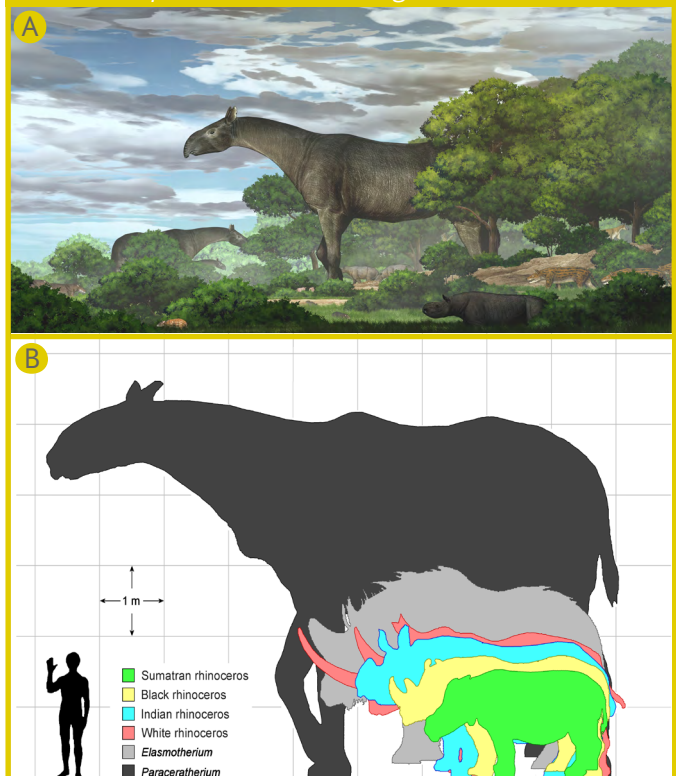 A
B
1 m
Sumatran rhinoceros
Black rhinoceros
Indian rhinoceros
White rhinoceros
Elasmotherium
Paraceratherium